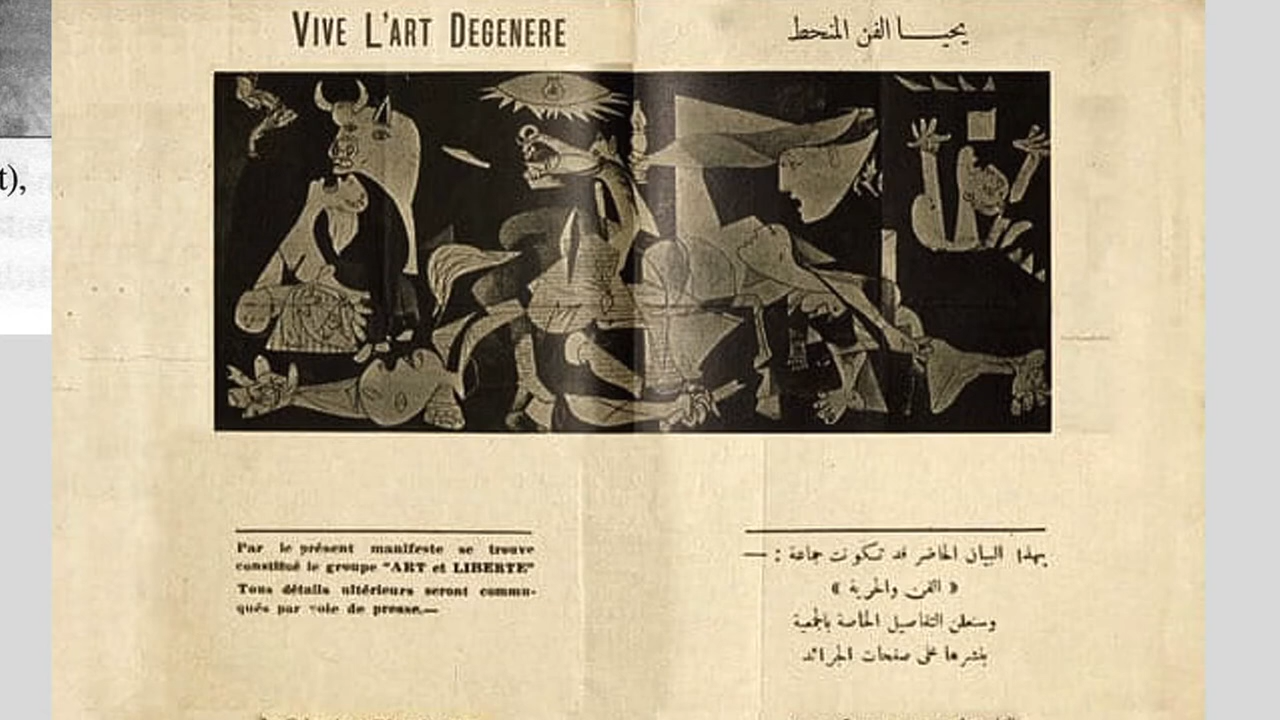 VIVE L'ART DEGENERE
يحيا الفن المنحط
t),
Par le présent manifeste se trouve
constitué le groupe "ART et LIBERTE"
Tous détails ultérieurs seront commu-
qués par voie de presse.—
بهذا البيان الحاضر قد تكونت جماعة : —
« الفن والحرية »
وستعلن التفاصيل الخاصة بالجمعية
بنشرها على صفحات الجرائد